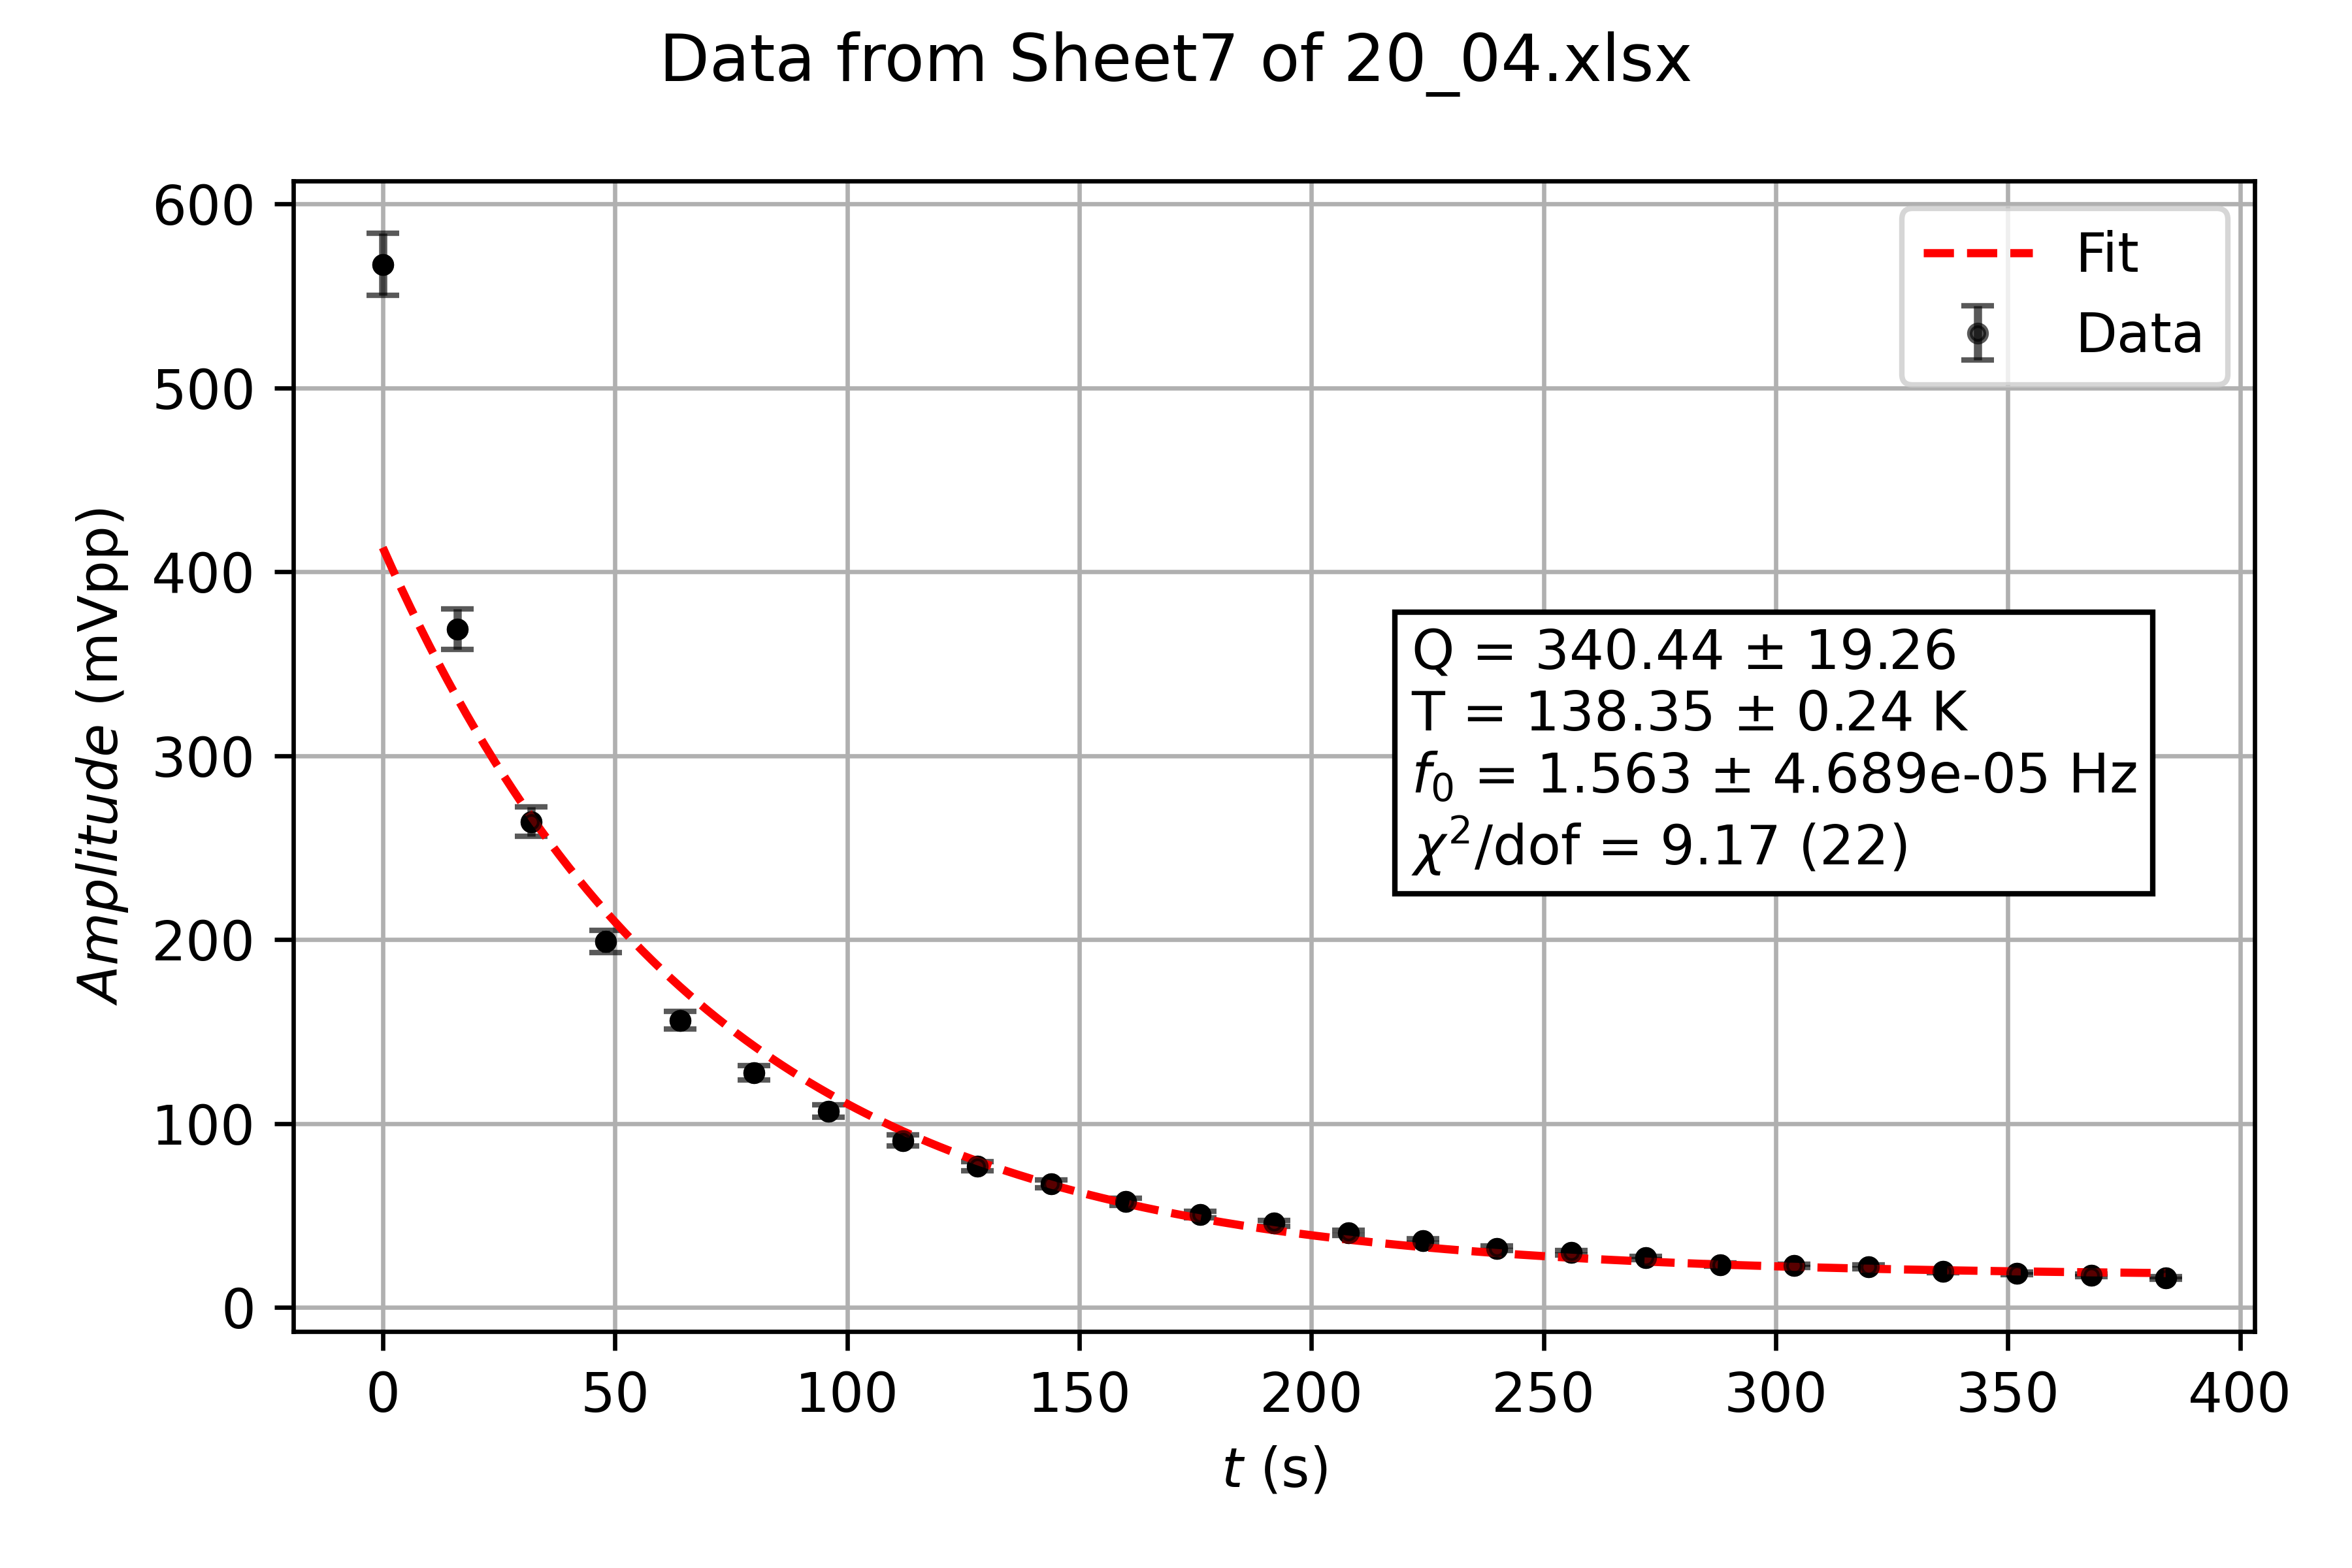 Data from Sheet7 of 20_04.xlsx
600
500
400
300
200
100
0
Amplitude (mVpp)
Fit
Data
Q = 340.44 ± 19.26
T = 138.35 ± 0.24 K
f₀ = 1.563 ± 4.689e-05 Hz
χ²/dof = 9.17 (22)
0 50 100 150 200 250 300 350 400
t (s)